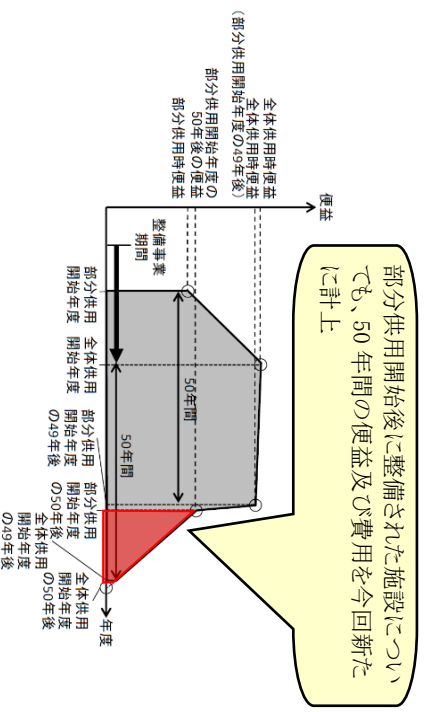 部分供用開始後に整備された施設につい
ても、50 年間の便益及び費用を今回新た
に計上
便益
全体供用時便益
全体供用時便益
(部分供用開始年度の49年後)
部分供用開始年度の
50年後の便益
部分供用時便益
整備事業
期間
50年間
50年間
部分供用
開始年度
全体供用
開始年度
部分供用
開始年度
の49年後
部分供用
開始年度
の50年後
全体供用
開始年度
の49年後
全体供用
開始年度
の50年後
年度